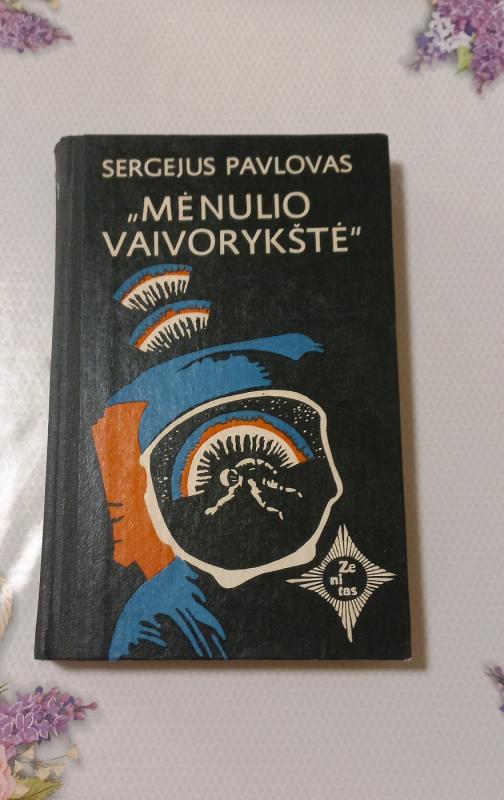 SERGEJUS PAVLOVAS
„MĖNULIO
VAIVORYKŠTĖ"
Ze
ni
tas